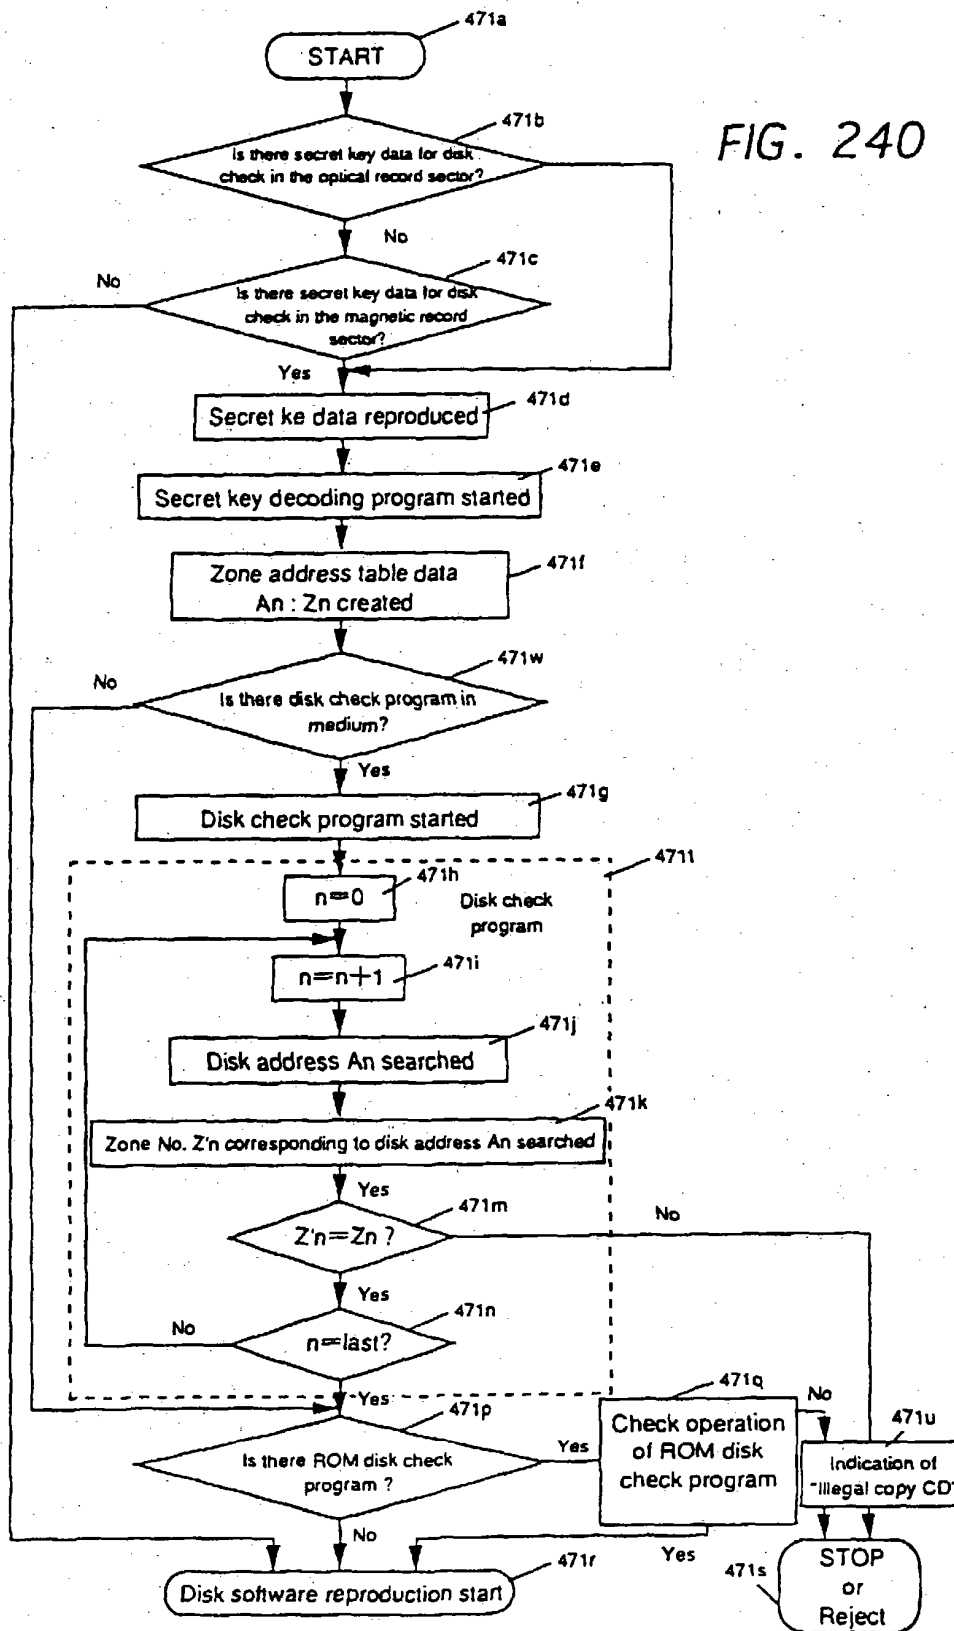 471a
START
FIG. 240
471b
Is there secret key data for disk
check in the optical record sector?
No
471c
No
Is there secret key data for disk
check in the magnetic record
sector?
Yes
471d
Secret ke data reproduced
471e
Secret key decoding program started
471f
Zone address table data
An : Zn created
471w
No
Is there disk check program in
medium?
Yes
471g
Disk check program started
471t
471h
n=0
Disk check
program
471i
n=n+1
471j
Disk address An searched
471k
Zone No. Z'n corresponding to disk address An searched
Yes
471m
No
Z'n=Zn ?
Yes
471n
No
n=last?
Yes
471p
471q
No
Check operation
of ROM disk
check program
471u
Is there ROM disk check
program ?
Yes
Indication of
"Illegal copy CD"
No
Yes
471r
Disk software reproduction start
471s
STOP
or
Reject